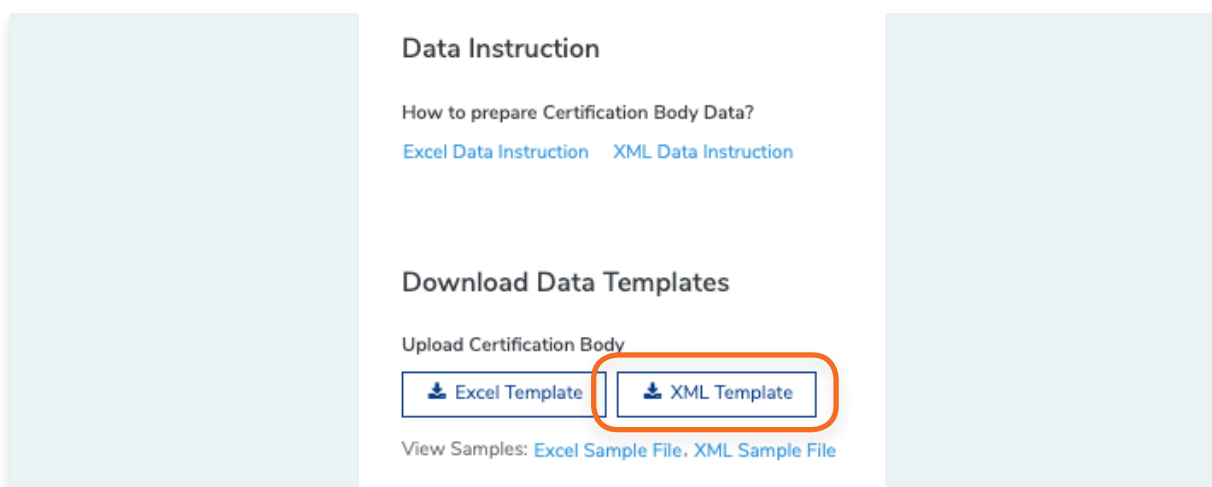 Data Instruction
How to prepare Certification Body Data?
Excel Data Instruction XML Data Instruction
Download Data Templates
Upload Certification Body
Excel Template XML Template
View Samples: Excel Sample File, XML Sample File